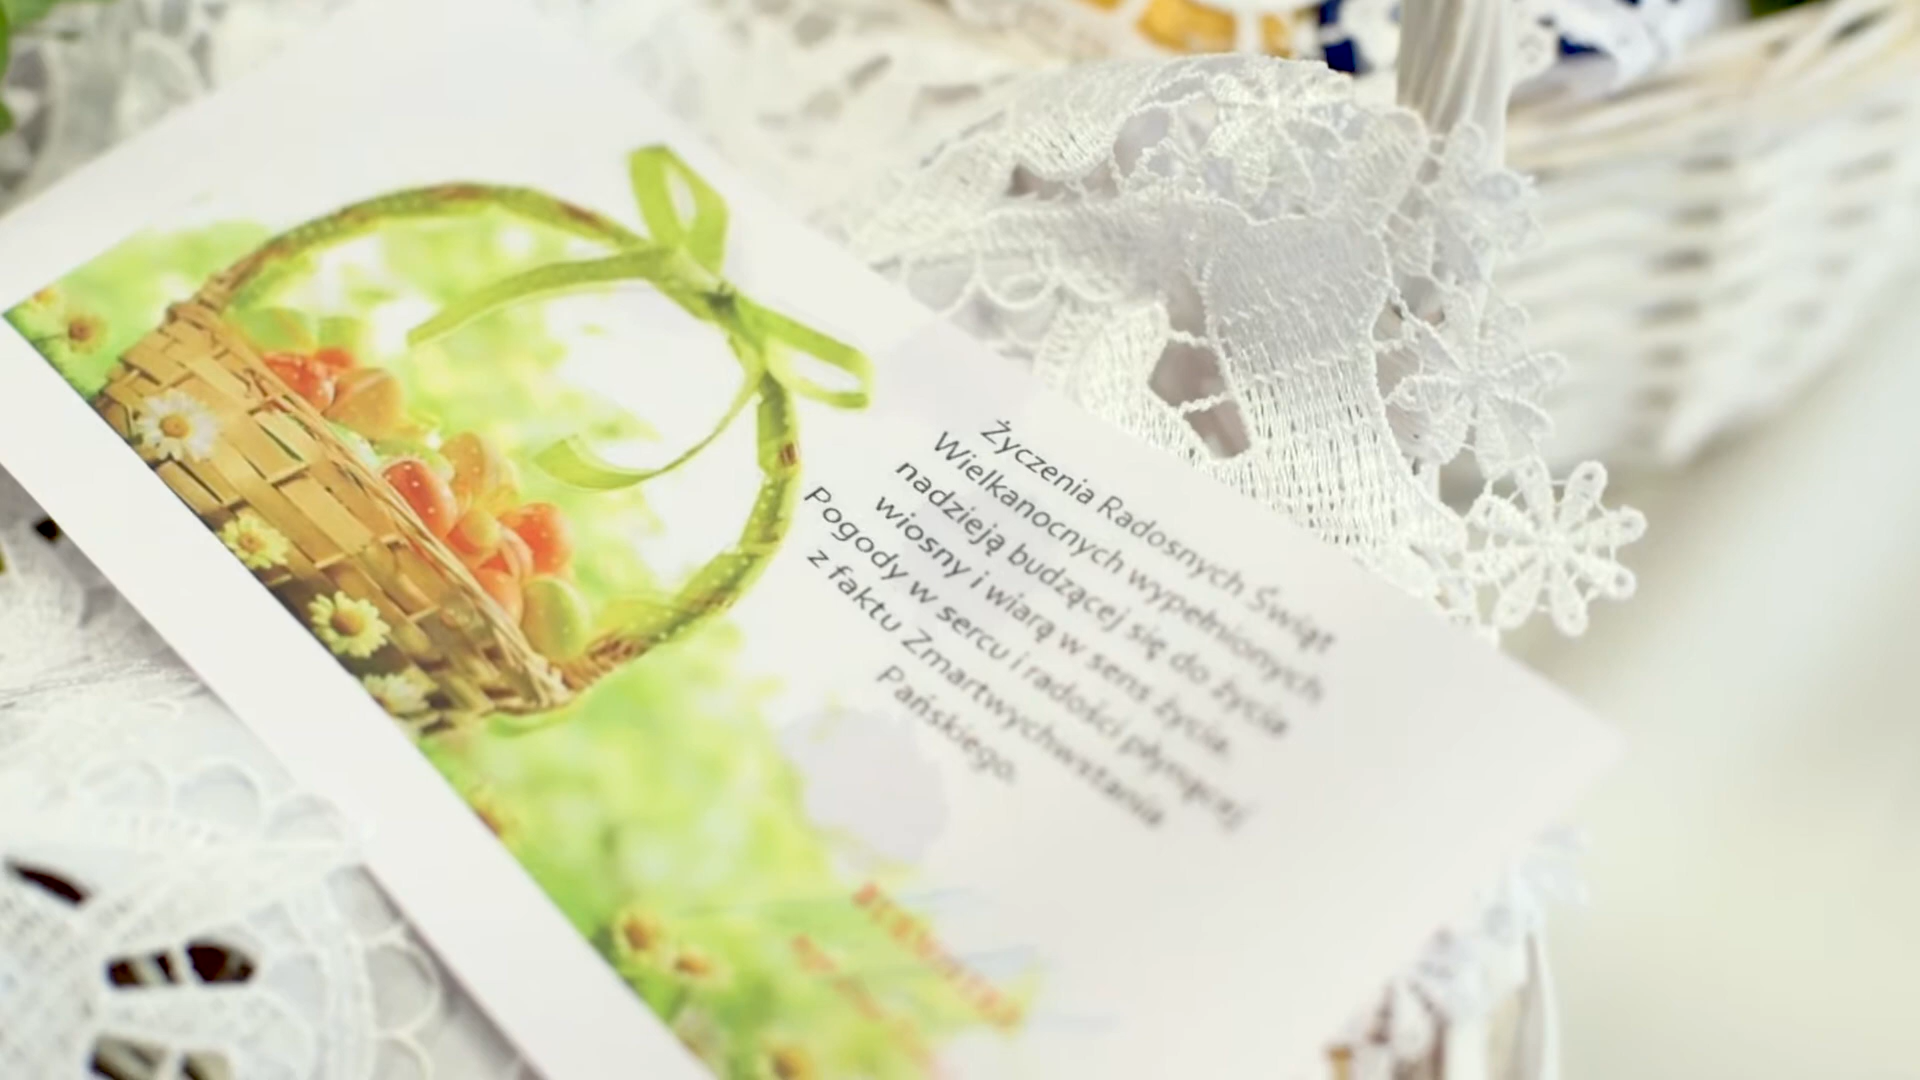 Życzenia Radosnych Świąt
Wielkanocnych wypełnionych
nadzieją budzącej się do życia
wiosny i wiarą w sens życia.
Pogody w sercu i radości płynącej
z faktu Zmartwychwstania
Pańskiego.